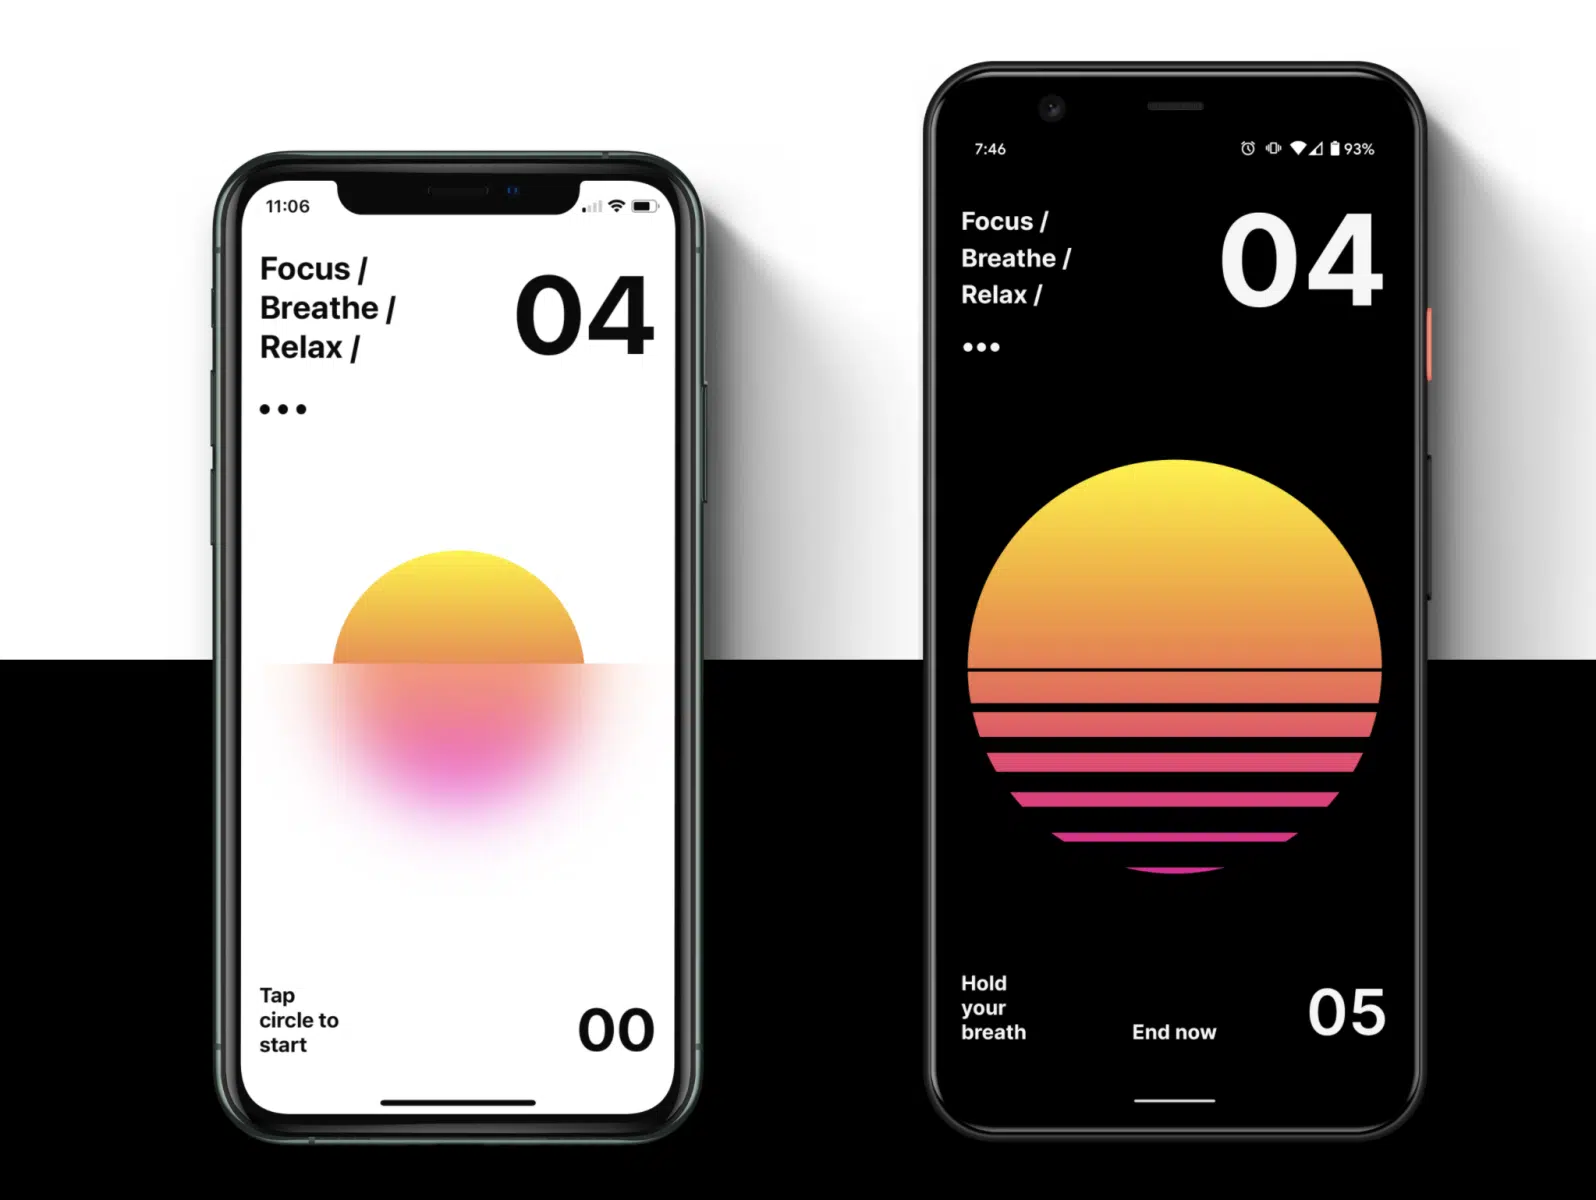 11:06
Focus /
Breathe /
Relax /
04
Tap
circle to
start
00
7:46
93%
Focus /
Breathe /
Relax /
04
Hold
your
breath
End now
05